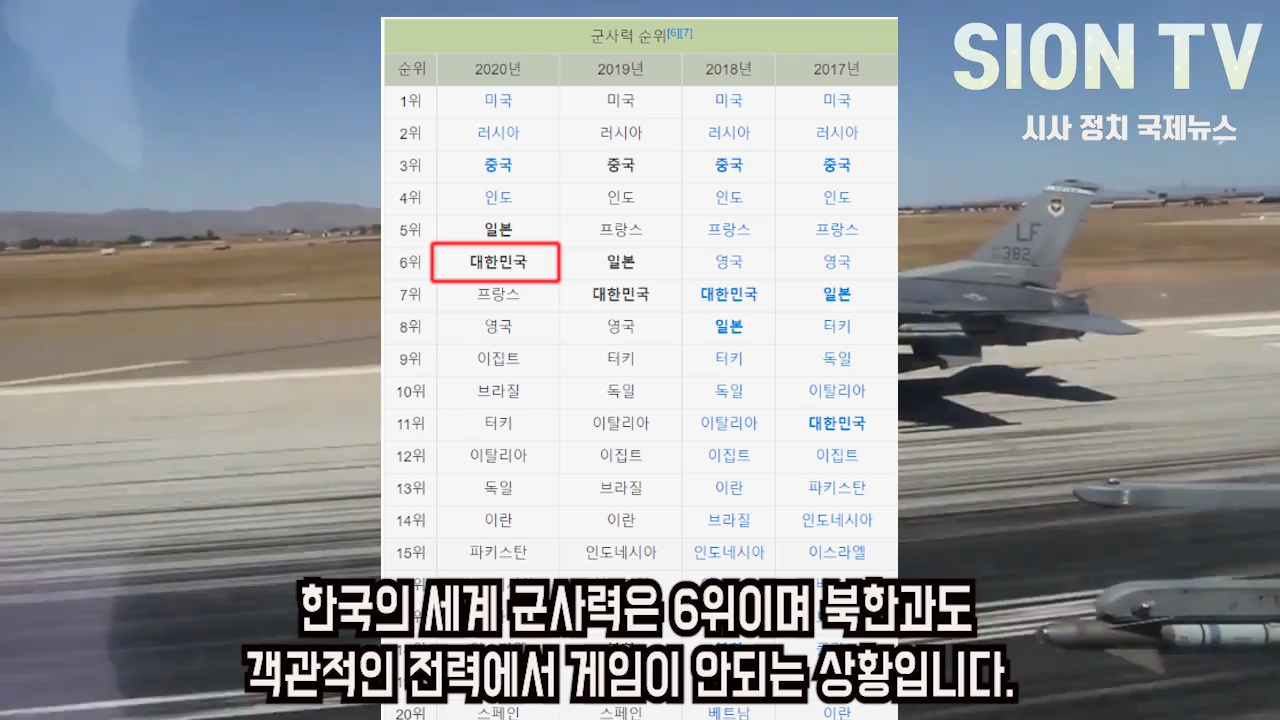 군사력 순위[6][7]
순위 2020년 2019년 2018년 2017년
1위 미국 미국 미국 미국
2위 러시아 러시아 러시아 러시아
3위 중국 중국 중국 중국
4위 인도 인도 인도 인도
5위 일본 프랑스 프랑스 프랑스
6위 대한민국 일본 영국 영국
7위 프랑스 대한민국 대한민국 일본
8위 영국 영국 일본 터키
9위 이집트 터키 터키 독일
10위 브라질 독일 독일 이탈리아
11위 터키 이탈리아 이탈리아 대한민국
12위 이탈리아 이집트 이집트 이집트
13위 독일 브라질 이란 파키스탄
14위 이란 이란 브라질 인도네시아
15위 파키스탄 인도네시아 인도네시아 이스라엘
20위 스페인 스페인 베트남 이란
SION TV
시사 정치 국제뉴스
LF
382
한국의 세계 군사력은 6위이며 북한과도
객관적인 전력에서 게임이 안되는 상황입니다.